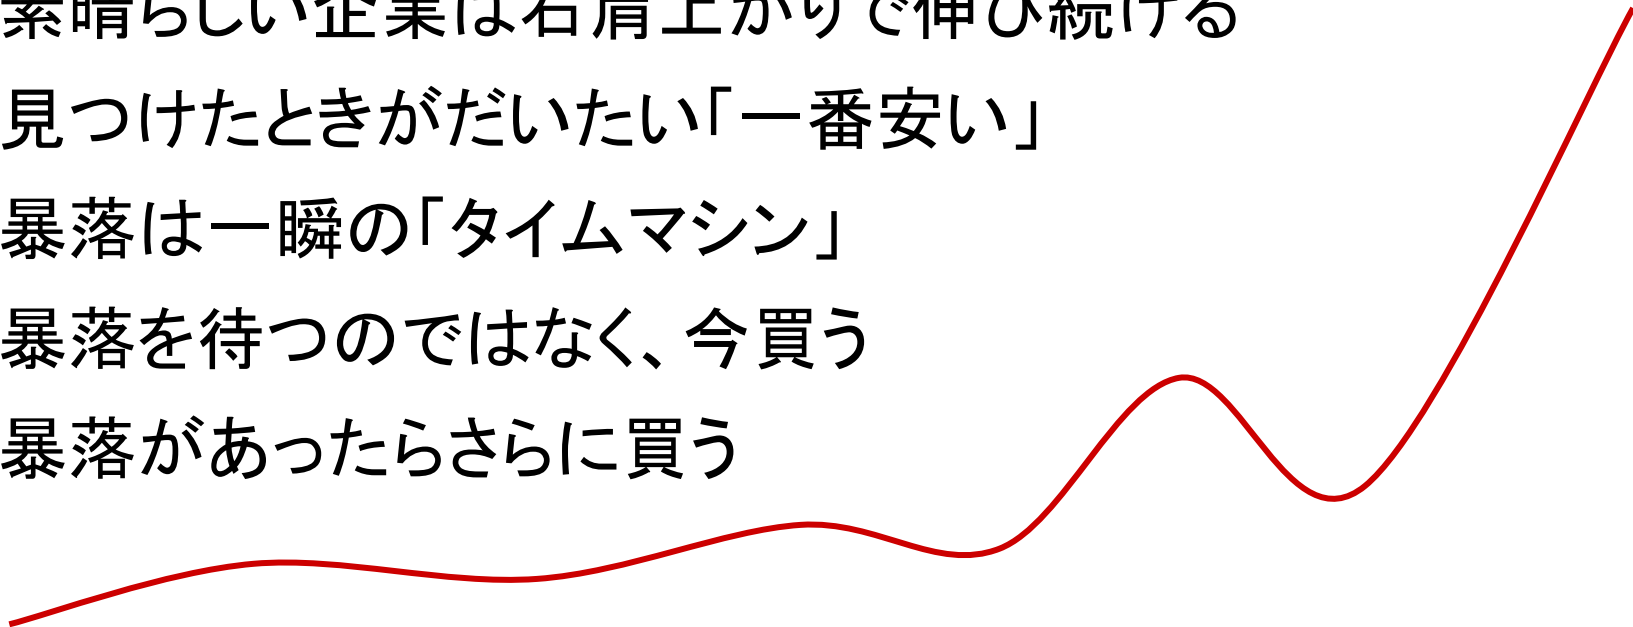 素晴らしい企業は右肩上がりで伸び続ける
見つけたときがだいたい「一番安い」
暴落は一瞬の「タイムマシン」
暴落を待つのではなく、今買う
暴落があったらさらに買う